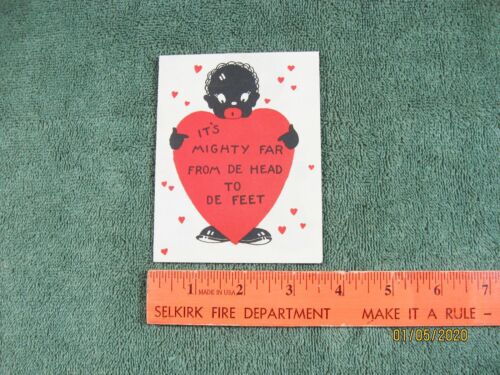 IT'S
MIGHTY FAR
FROM DE HEAD
TO
DE FEET
1 2 3 4 5 6 7
MADE IN USA
SELKIRK FIRE DEPARTMENT MAKE IT A RULE -
01/05/2020